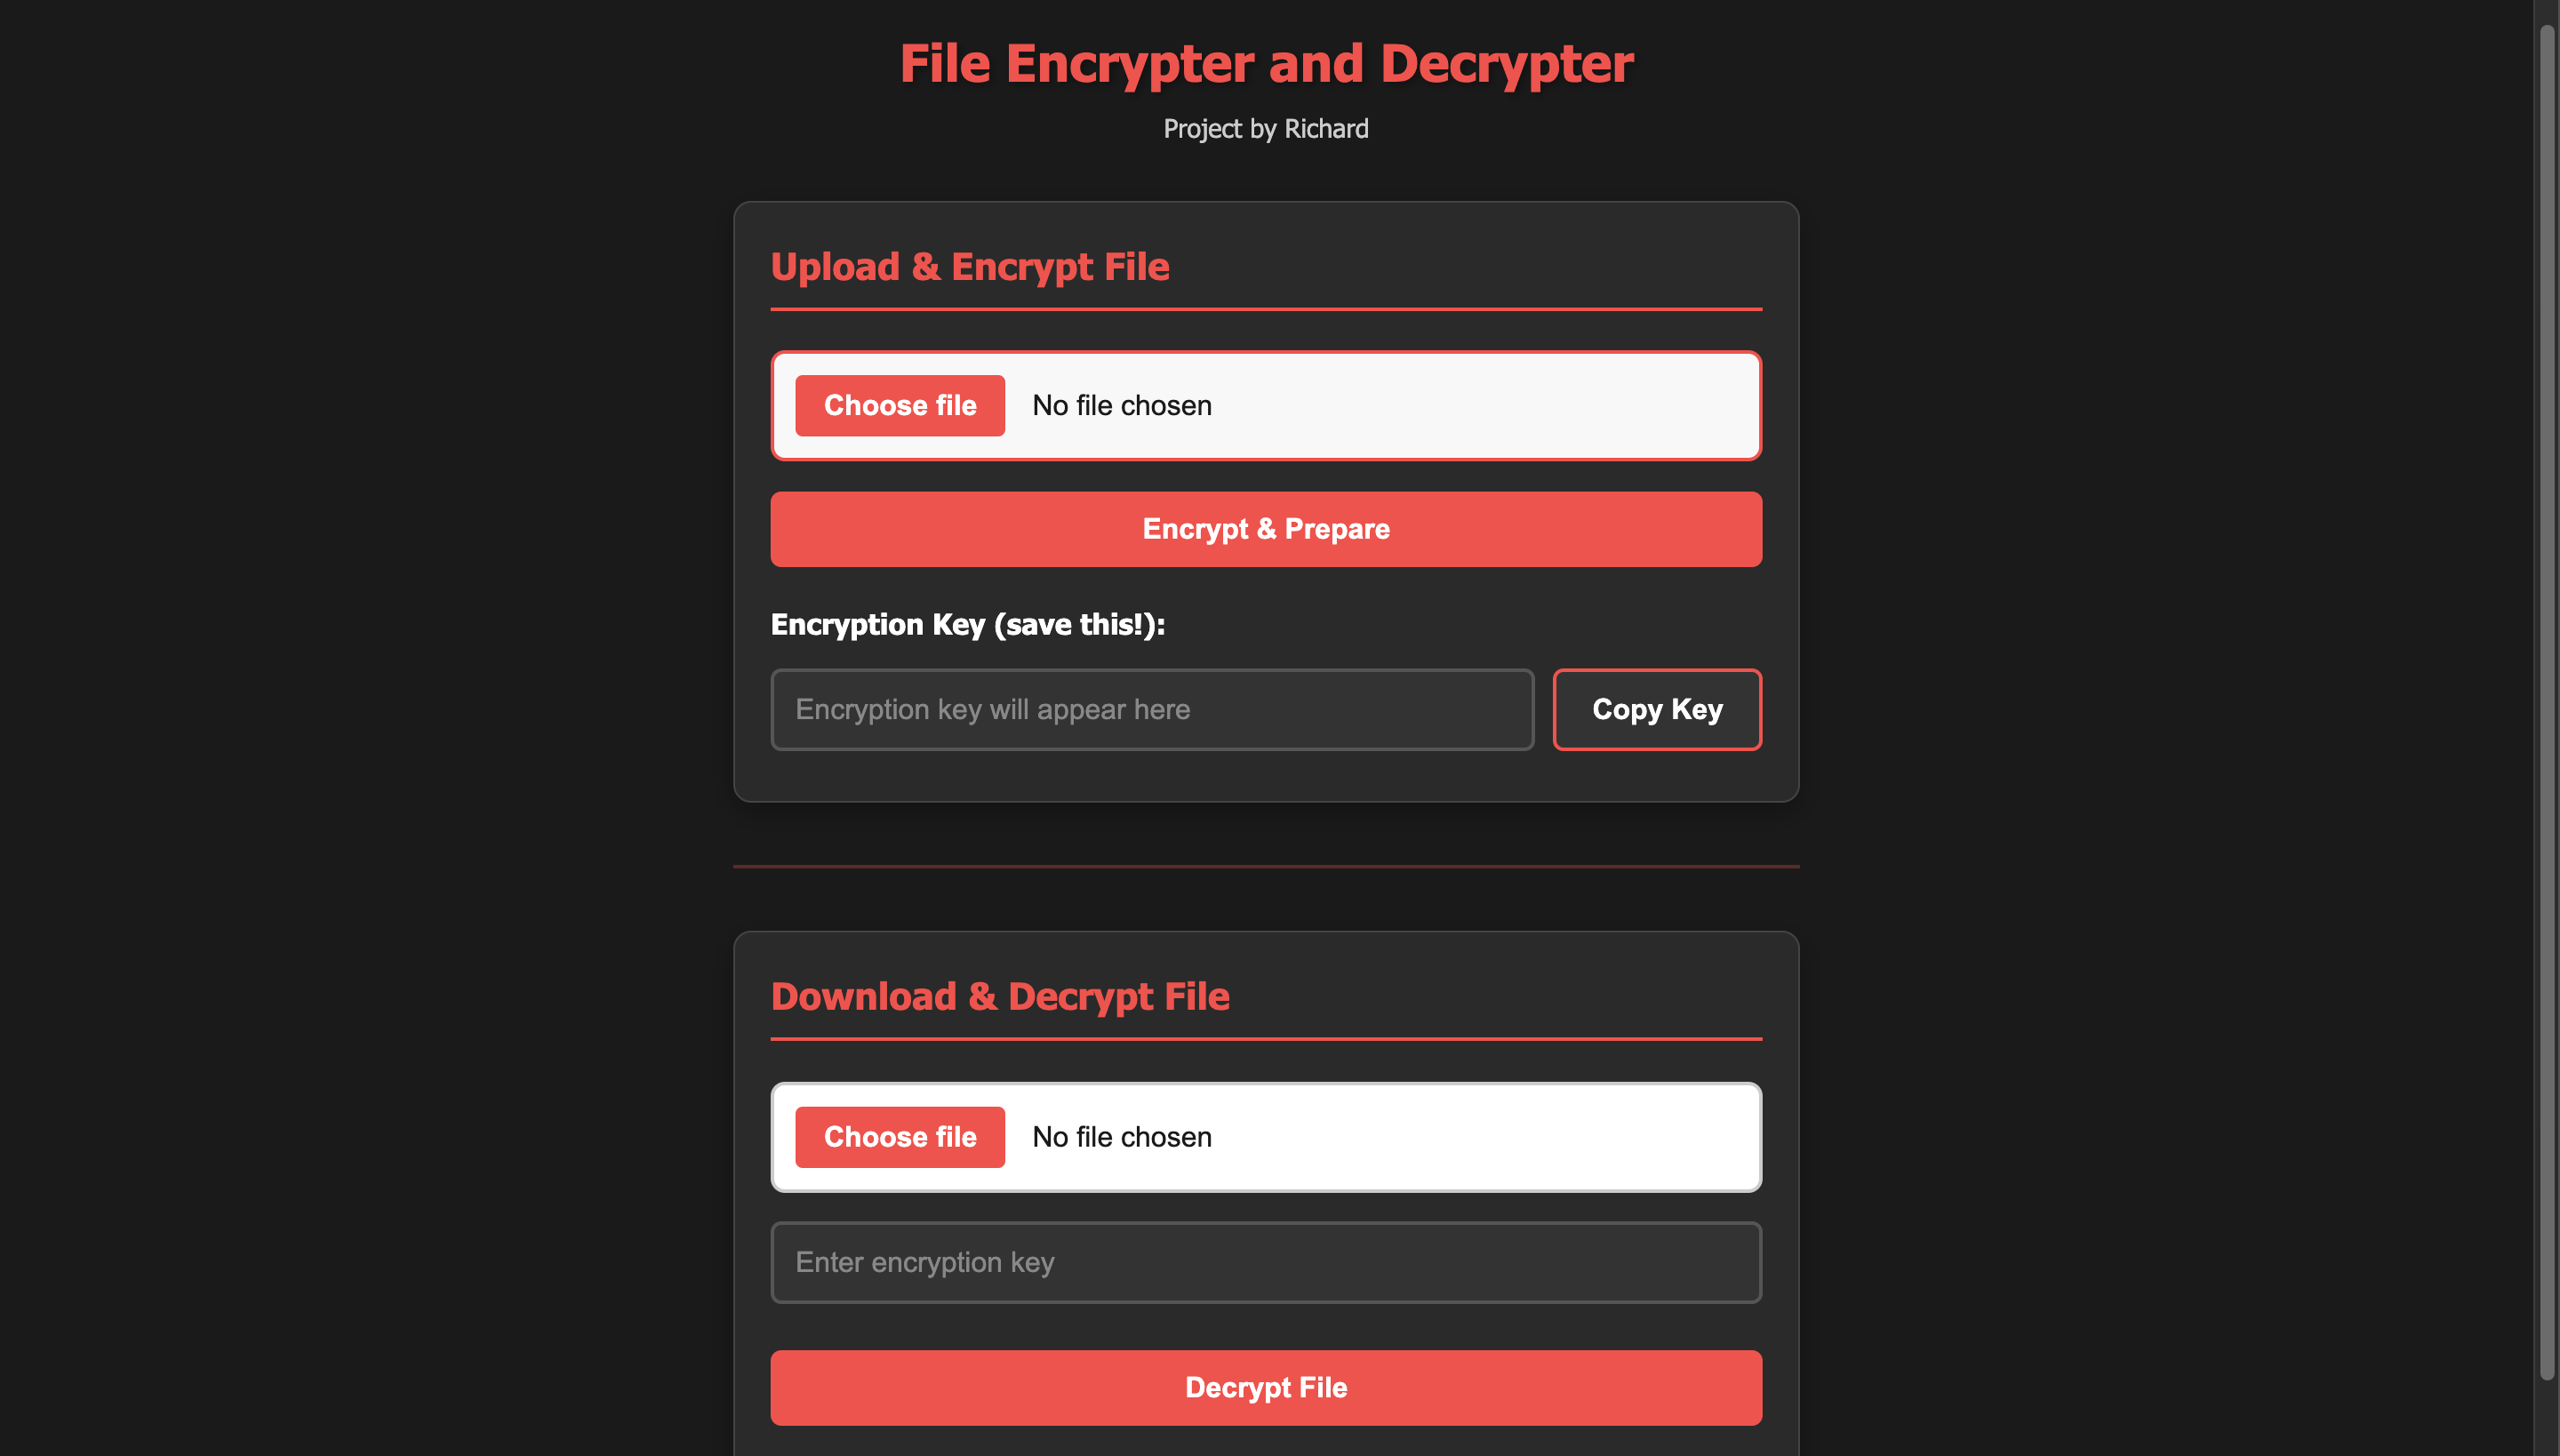 File Encrypter and Decrypter
Project by Richard
Upload & Encrypt File
Choose file No file chosen
Encrypt & Prepare
Encryption Key (save this!):
Encryption key will appear here Copy Key
Download & Decrypt File
Choose file No file chosen
Enter encryption key
Decrypt File